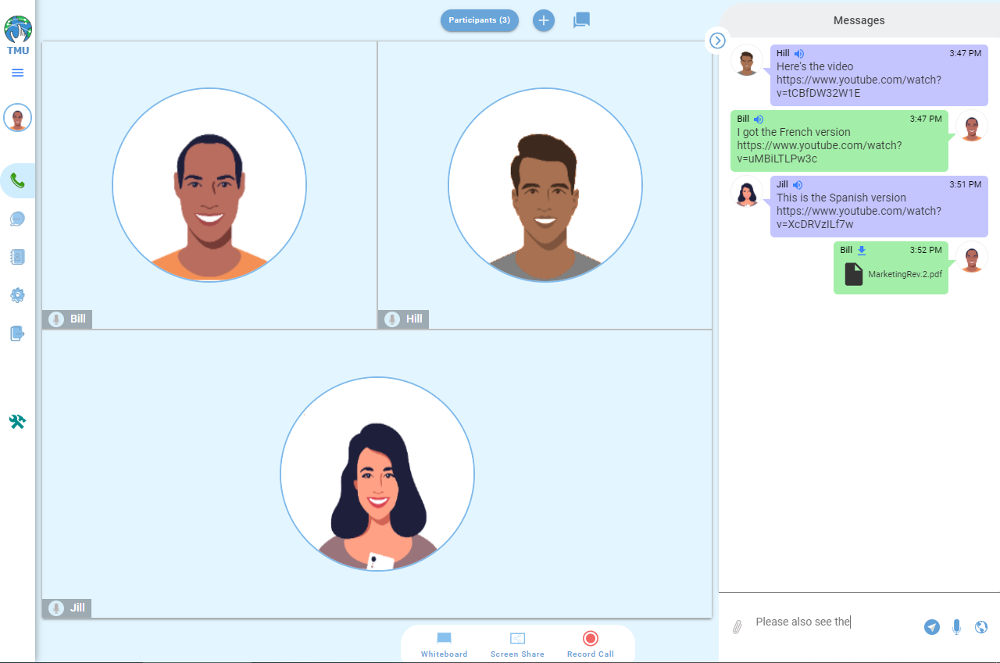 TMU
Participants (3)
Messages
Hill 3:47 PM
Here's the video
https://www.youtube.com/watch?
v=tCBfDW32W1E
Bill 3:47 PM
I got the French version
https://www.youtube.com/watch?
v=uMBiLTLPw3c
Jill 3:51 PM
This is the Spanish version
https://www.youtube.com/watch?
v=XcDRVzILf7w
Bill 3:52 PM
MarketingRev.2.pdf
Bill
Hill
Jill
Please also see the
Whiteboard
Screen Share
Record Call